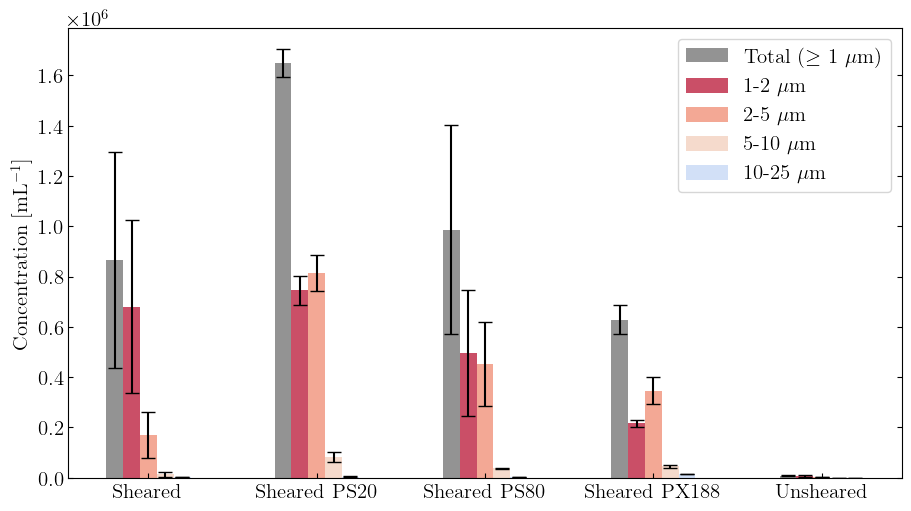 ×10⁶
1.6
1.4
1.2
1.0
0.8
0.6
0.4
0.2
0.0
Concentration [mL⁻¹]
Total (≥ 1 μm)
1-2 μm
2-5 μm
5-10 μm
10-25 μm
Sheared
Sheared PS20
Sheared PS80
Sheared PX188
Unsheared